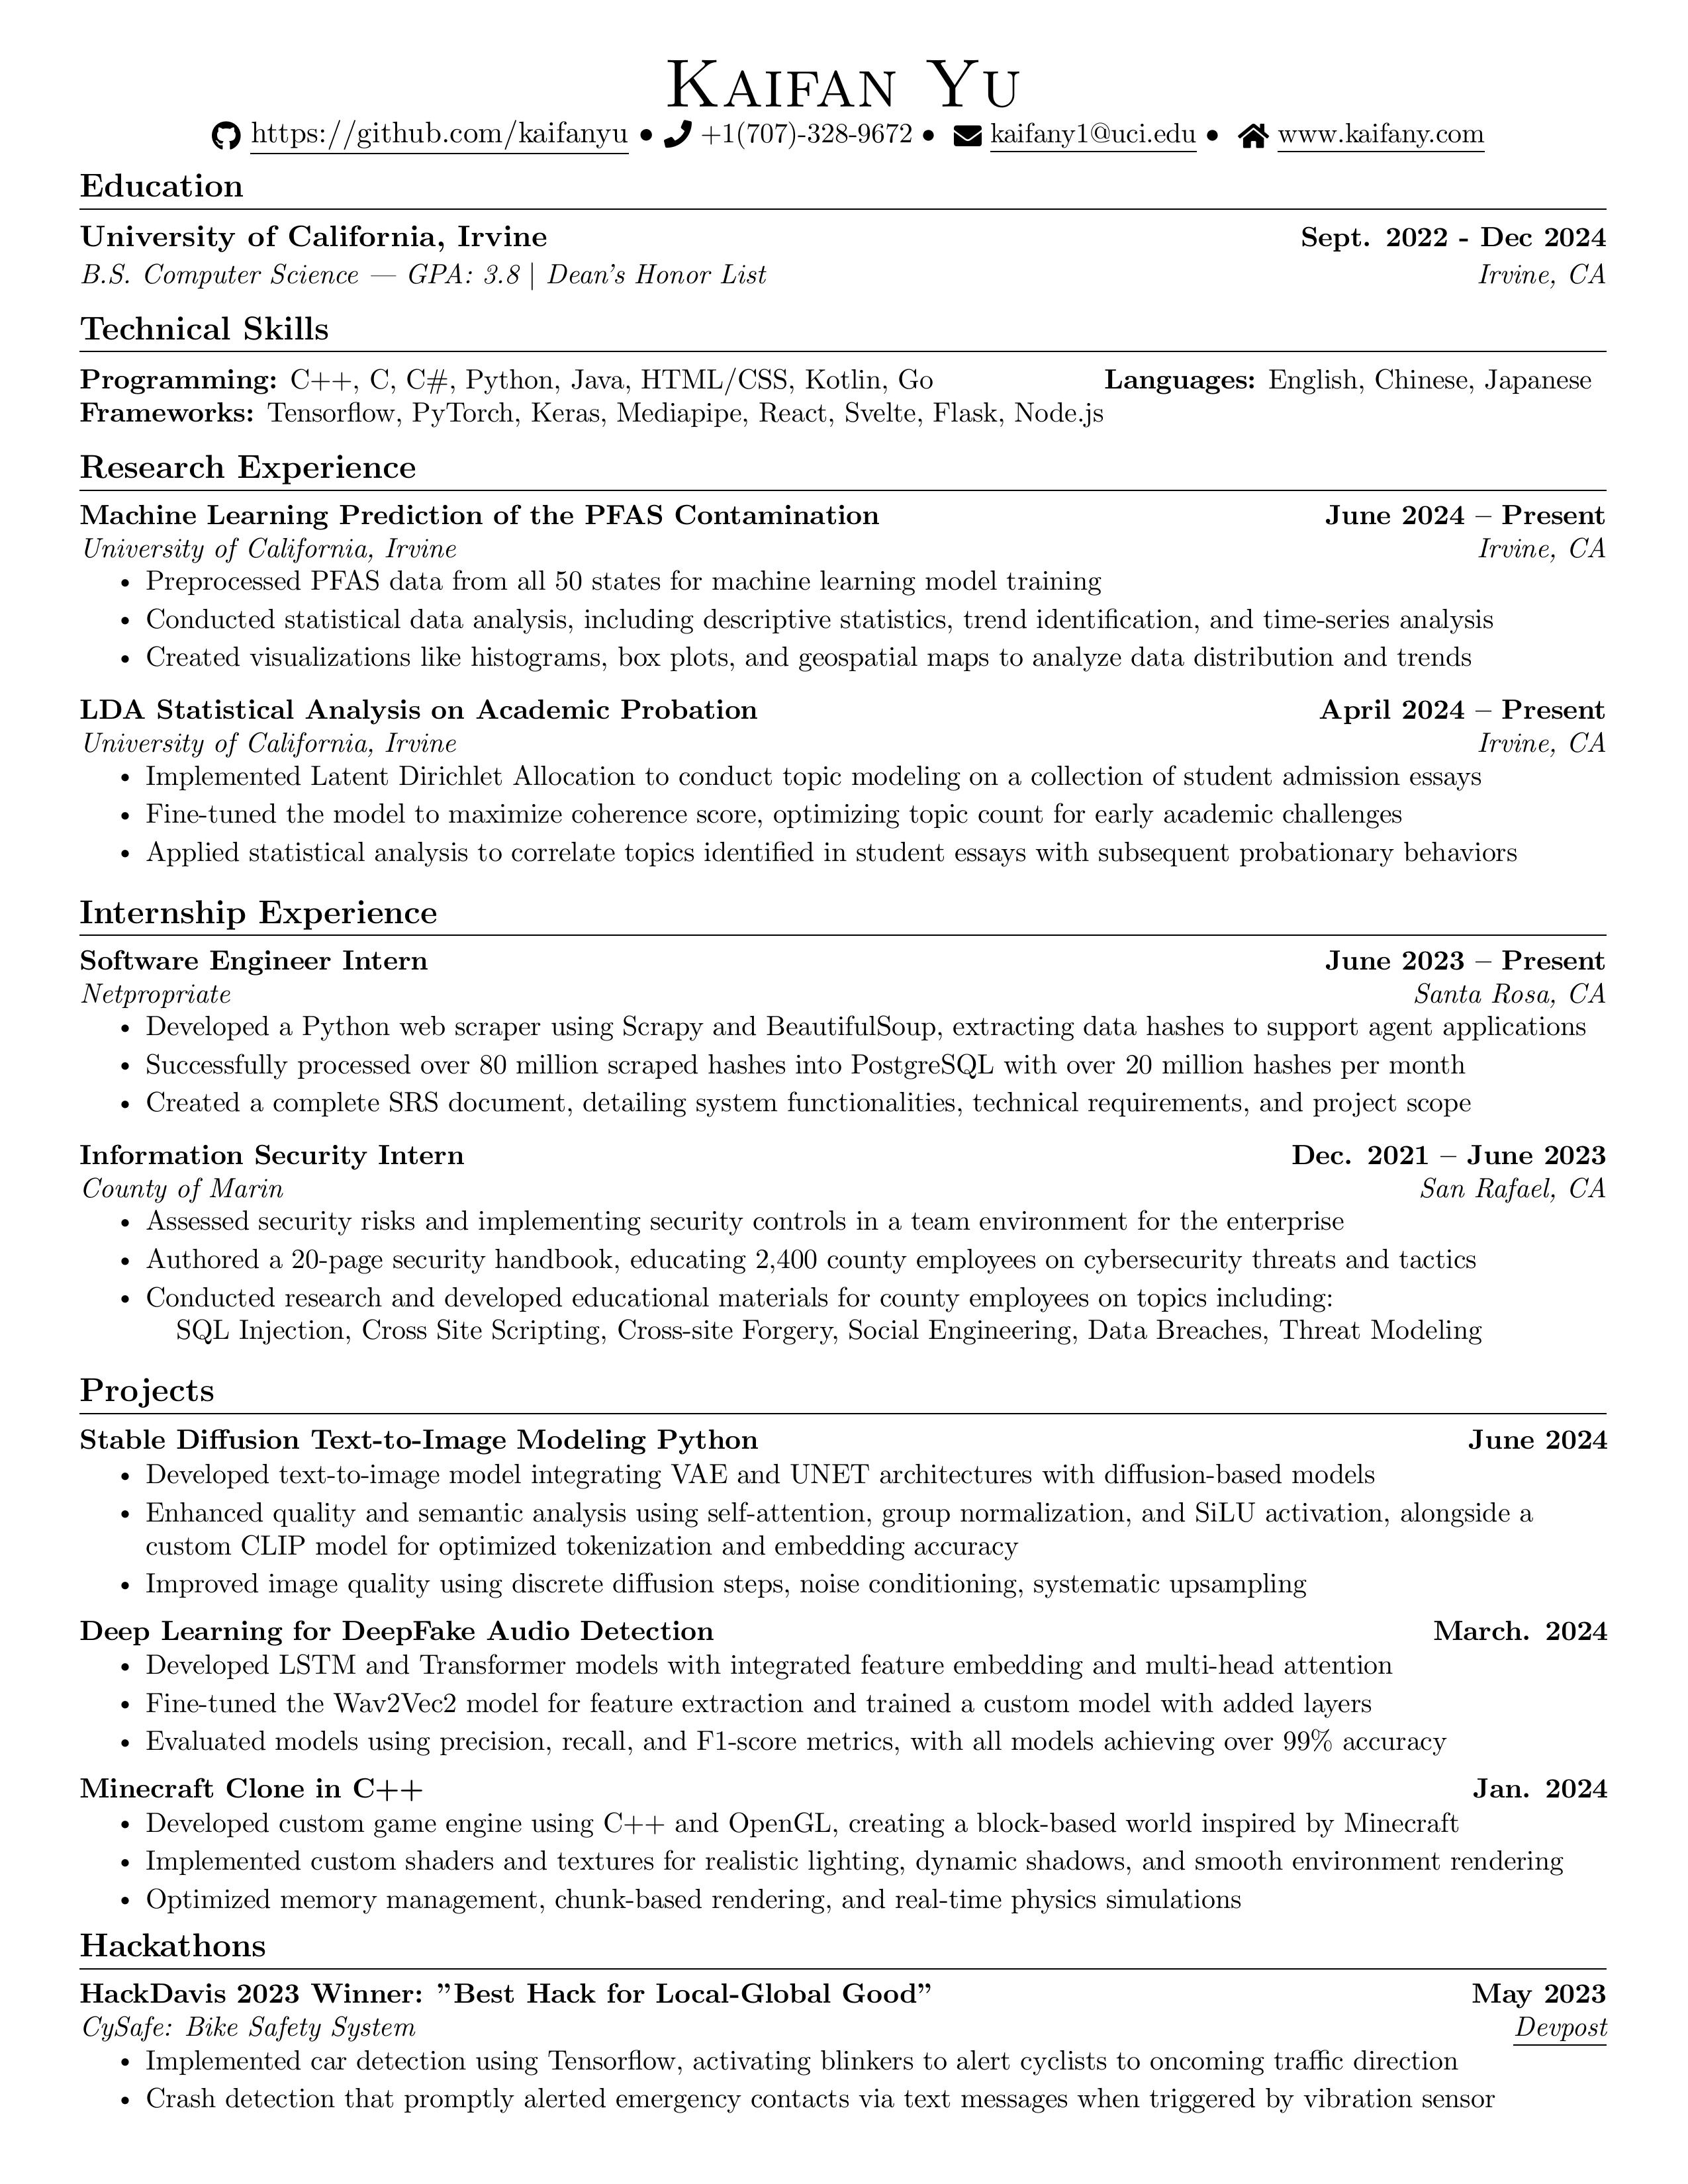 Kaifan Yu
https://github.com/kaifanyu • +1(707)-328-9672 • kaifany1@uci.edu • www.kaifany.com
Education
University of California, Irvine Sept. 2022 - Dec 2024
B.S. Computer Science — GPA: 3.8 | Dean's Honor List Irvine, CA
Technical Skills
Programming: C++, C, C#, Python, Java, HTML/CSS, Kotlin, Go Languages: English, Chinese, Japanese
Frameworks: Tensorflow, PyTorch, Keras, Mediapipe, React, Svelte, Flask, Node.js
Research Experience
Machine Learning Prediction of the PFAS Contamination June 2024 – Present
University of California, Irvine Irvine, CA
• Preprocessed PFAS data from all 50 states for machine learning model training
• Conducted statistical data analysis, including descriptive statistics, trend identification, and time-series analysis
• Created visualizations like histograms, box plots, and geospatial maps to analyze data distribution and trends
LDA Statistical Analysis on Academic Probation April 2024 – Present
University of California, Irvine Irvine, CA
• Implemented Latent Dirichlet Allocation to conduct topic modeling on a collection of student admission essays
• Fine-tuned the model to maximize coherence score, optimizing topic count for early academic challenges
• Applied statistical analysis to correlate topics identified in student essays with subsequent probationary behaviors
Internship Experience
Software Engineer Intern June 2023 – Present
Netpropriate Santa Rosa, CA
• Developed a Python web scraper using Scrapy and BeautifulSoup, extracting data hashes to support agent applications
• Successfully processed over 80 million scraped hashes into PostgreSQL with over 20 million hashes per month
• Created a complete SRS document, detailing system functionalities, technical requirements, and project scope
Information Security Intern Dec. 2021 – June 2023
County of Marin San Rafael, CA
• Assessed security risks and implementing security controls in a team environment for the enterprise
• Authored a 20-page security handbook, educating 2,400 county employees on cybersecurity threats and tactics
• Conducted research and developed educational materials for county employees on topics including:
SQL Injection, Cross Site Scripting, Cross-site Forgery, Social Engineering, Data Breaches, Threat Modeling
Projects
Stable Diffusion Text-to-Image Modeling Python June 2024
• Developed text-to-image model integrating VAE and UNET architectures with diffusion-based models
• Enhanced quality and semantic analysis using self-attention, group normalization, and SiLU activation, alongside a
custom CLIP model for optimized tokenization and embedding accuracy
• Improved image quality using discrete diffusion steps, noise conditioning, systematic upsampling
Deep Learning for DeepFake Audio Detection March. 2024
• Developed LSTM and Transformer models with integrated feature embedding and multi-head attention
• Fine-tuned the Wav2Vec2 model for feature extraction and trained a custom model with added layers
• Evaluated models using precision, recall, and F1-score metrics, with all models achieving over 99% accuracy
Minecraft Clone in C++ Jan. 2024
• Developed custom game engine using C++ and OpenGL, creating a block-based world inspired by Minecraft
• Implemented custom shaders and textures for realistic lighting, dynamic shadows, and smooth environment rendering
• Optimized memory management, chunk-based rendering, and real-time physics simulations
Hackathons
HackDavis 2023 Winner: ”Best Hack for Local-Global Good” May 2023
CySafe: Bike Safety System Devpost
• Implemented car detection using Tensorflow, activating blinkers to alert cyclists to oncoming traffic direction
• Crash detection that promptly alerted emergency contacts via text messages when triggered by vibration sensor